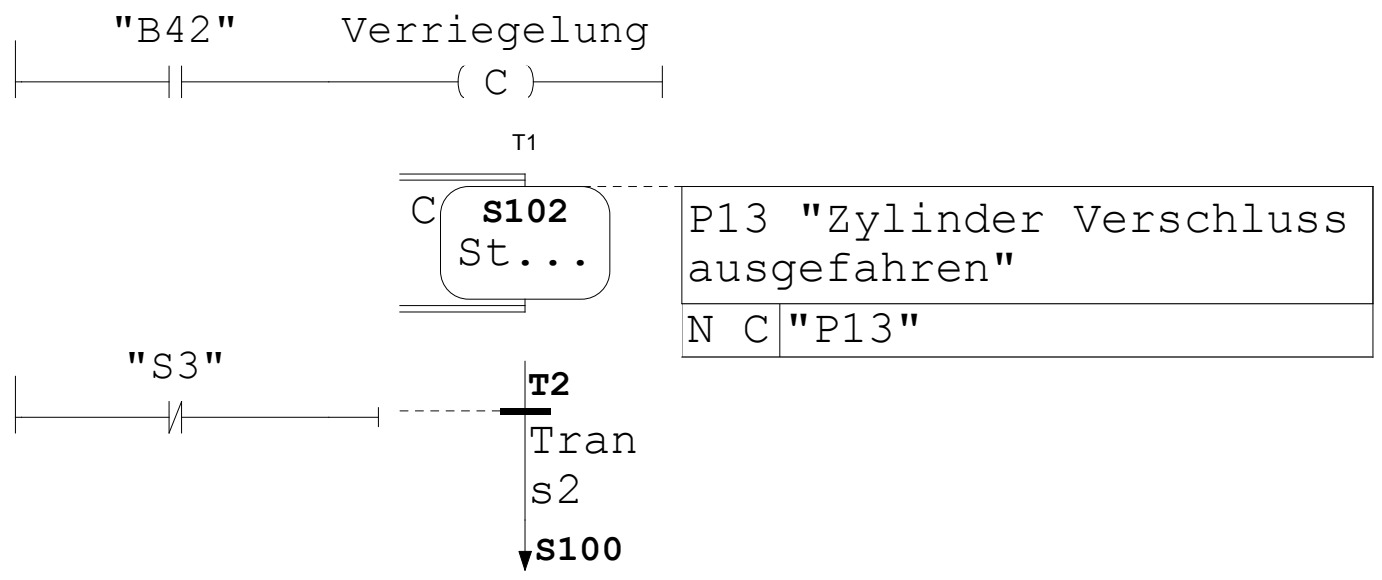 "B42" Verriegelung
( C )
T1
C S102
St...
P13 "Zylinder Verschluss
ausgefahren"
N C "P13"
"S3"
T2
Tran
s2
S100